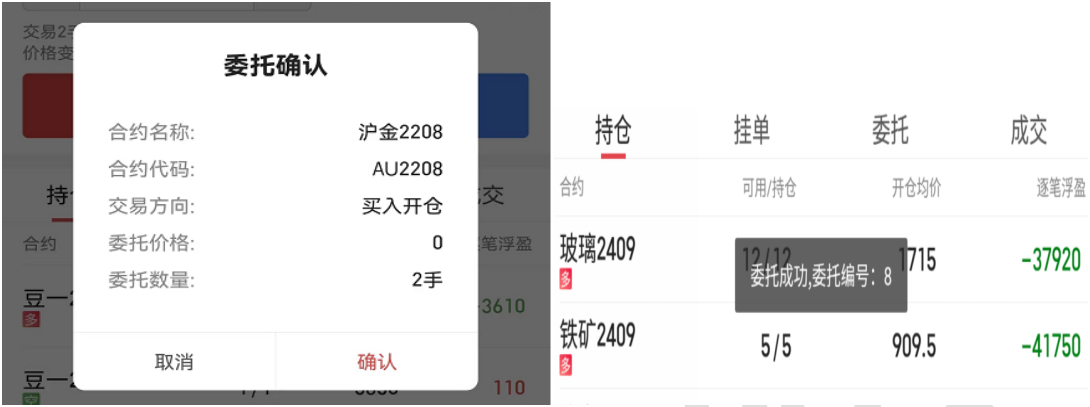 交易2手
价格变
委托确认
合约名称: 沪金2208
合约代码: AU2208
交易方向: 买入开仓
委托价格: 0
委托数量: 2手
取消 确认
持仓
交
合约
笔浮盈
豆一2
多
-3610
豆一2
空
110
持仓 挂单 委托 成交
合约 可用/持仓 开仓均价 逐笔浮盈
玻璃2409 12/12 1715 -37920
多
委托成功,委托编号：8
铁矿2409 5/5 909.5 -41750
多